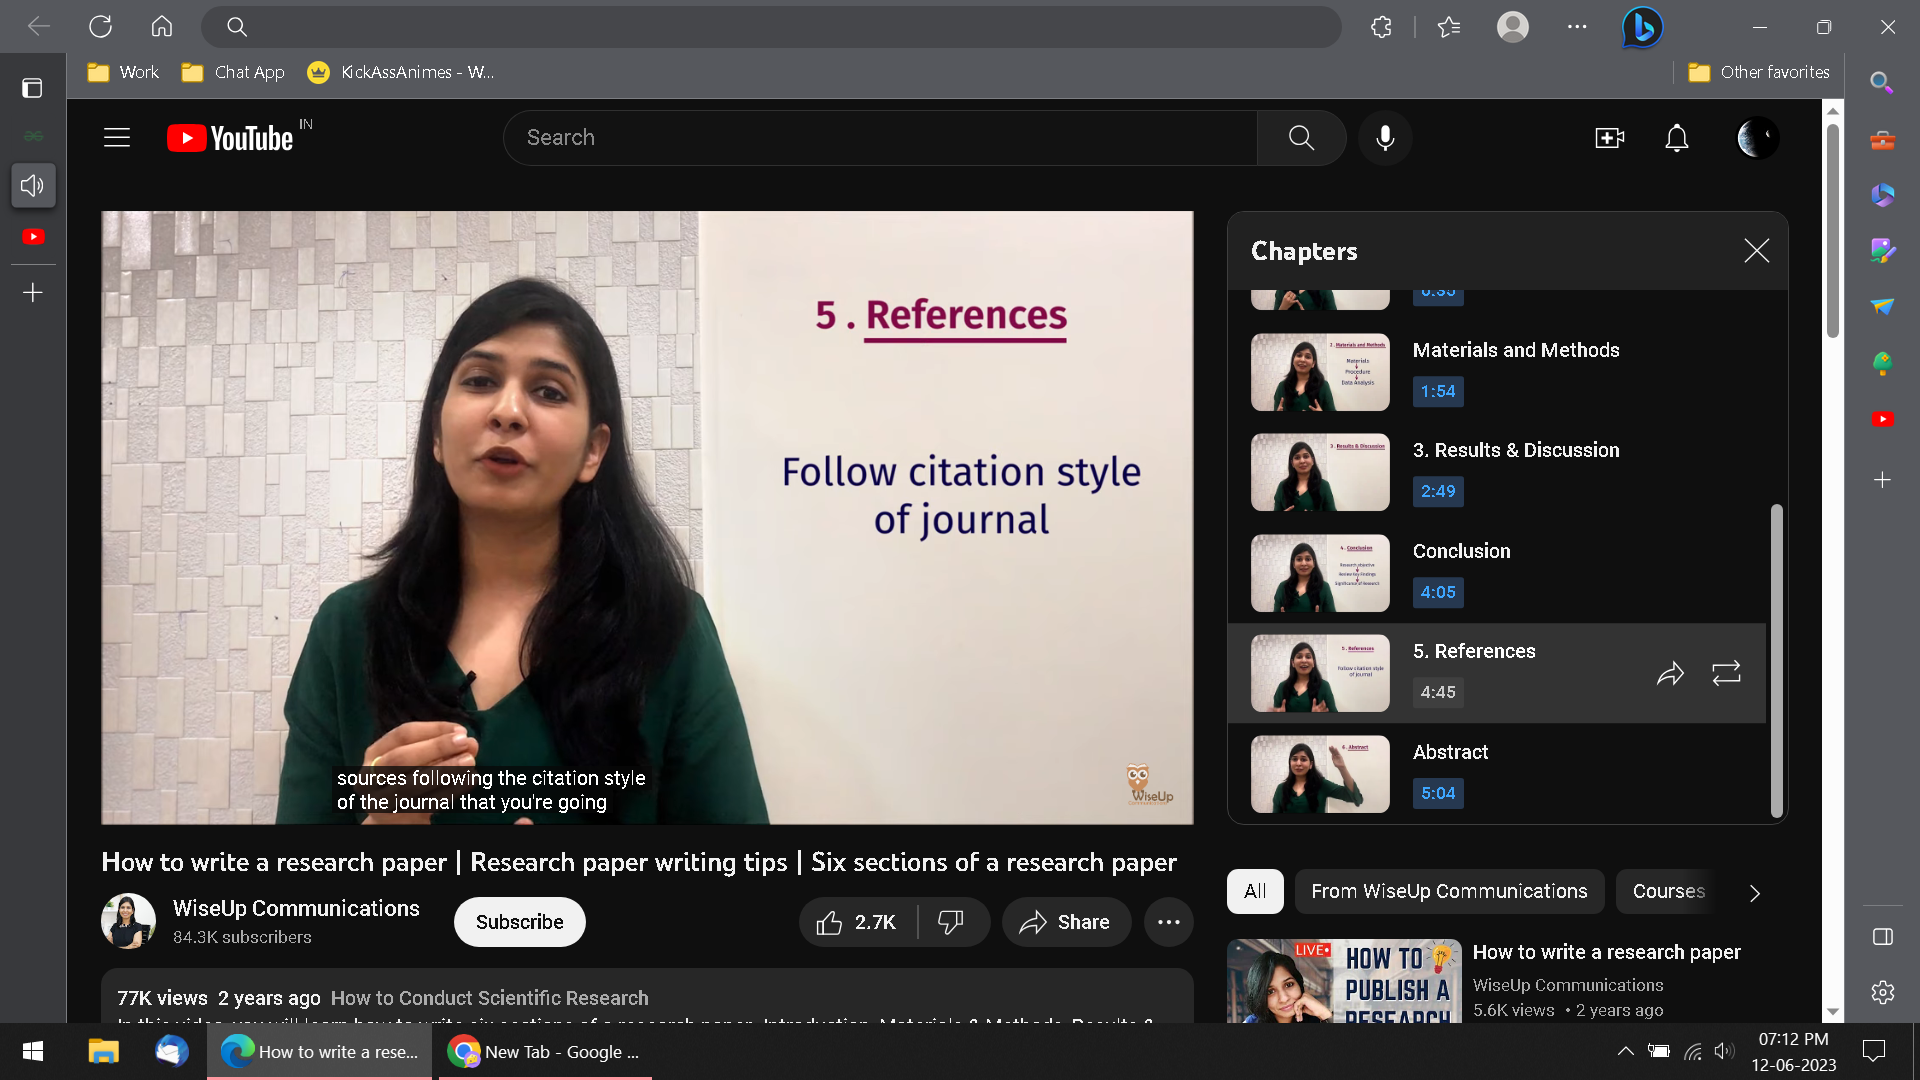 Work
Chat App
KickAssAnimes - W...
Other favorites
YouTube IN
Search
5 . References
Follow citation style
of journal
sources following the citation style
of the journal that you're going
WiseUp
Chapters
Materials and Methods
1:54
3. Results & Discussion
2:49
Conclusion
4:05
5. References
4:45
Abstract
5:04
How to write a research paper | Research paper writing tips | Six sections of a research paper
WiseUp Communications
84.3K subscribers
Subscribe
2.7K
Share
77K views 2 years ago How to Conduct Scientific Research
All
From WiseUp Communications
Courses
LIVE
HOW TO
PUBLISH A
RESEARCH
How to write a research paper
WiseUp Communications
5.6K views • 2 years ago
How to write a rese...
New Tab - Google ...
07:12 PM
12-06-2023